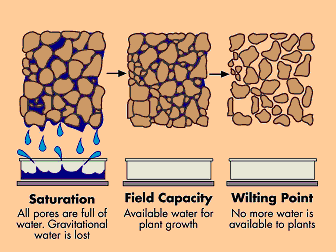 Saturation
All pores are full of
water. Gravitational
water is lost
Field Capacity
Available water for
plant growth
Wilting Point
No more water is
available to plants